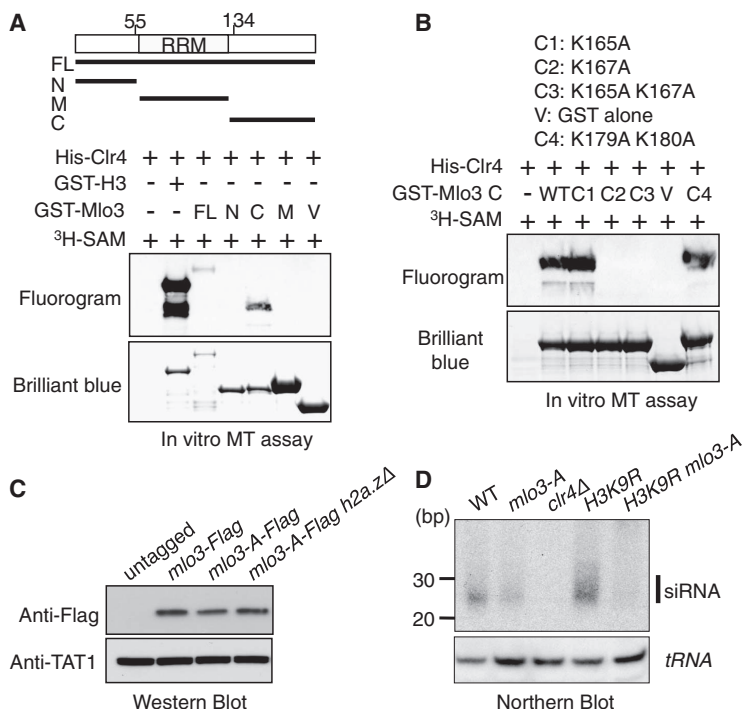 A
55 134
RRM
FL
N
M
C
His-Clr4 + + + + + + +
GST-H3 - + - - - - -
GST-Mlo3 - - FL N C M V
³H-SAM + + + + + + +
Fluorogram
Brilliant blue
In vitro MT assay
B
C1: K165A
C2: K167A
C3: K165A K167A
V: GST alone
C4: K179A K180A
His-Clr4 + + + + + + +
GST-Mlo3 C - WT C1 C2 C3 V C4
³H-SAM + + + + + + +
Fluorogram
Brilliant
blue
In vitro MT assay
C
untagged mlo3-Flag mlo3-A-Flag mlo3-A-Flag h2a.zΔ
Anti-Flag
Anti-TAT1
Western Blot
D
WT mlo3-A clr4Δ H3K9R H3K9R mlo3-A
(bp)
30
20
siRNA
tRNA
Northern Blot